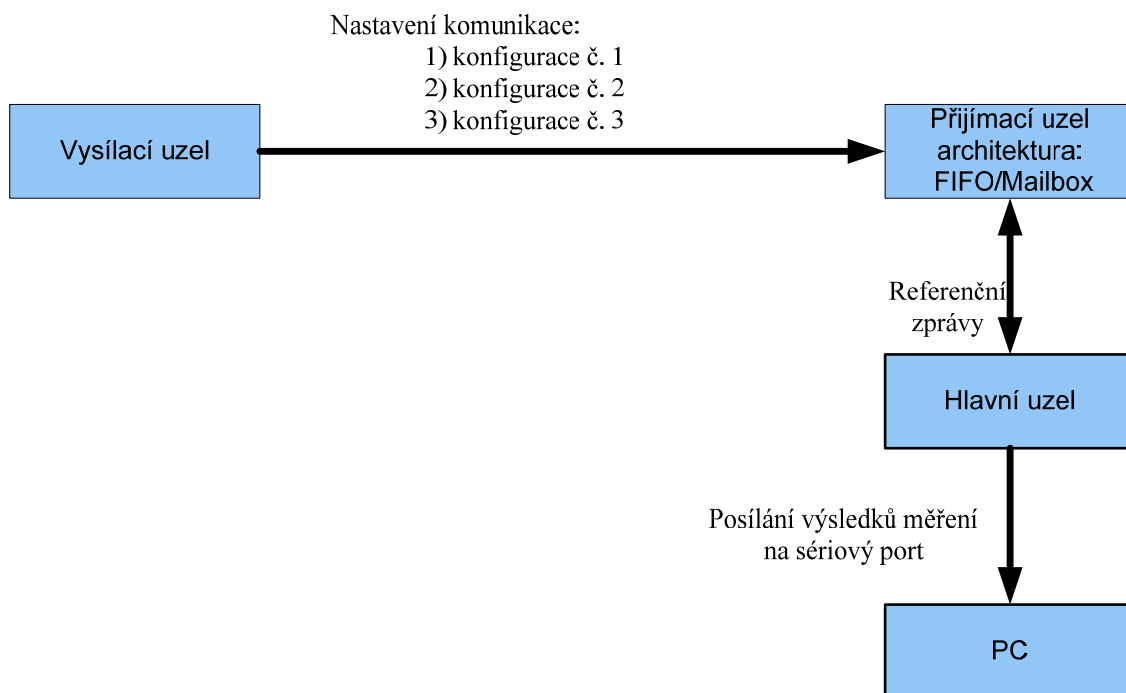 Nastavení komunikace:
1) konfigurace č. 1
2) konfigurace č. 2
3) konfigurace č. 3
Vysílací uzel
Přijímací uzel
architektura:
FIFO/Mailbox
Referenční
zprávy
Hlavní uzel
Posílání výsledků měření
na sériový port
PC